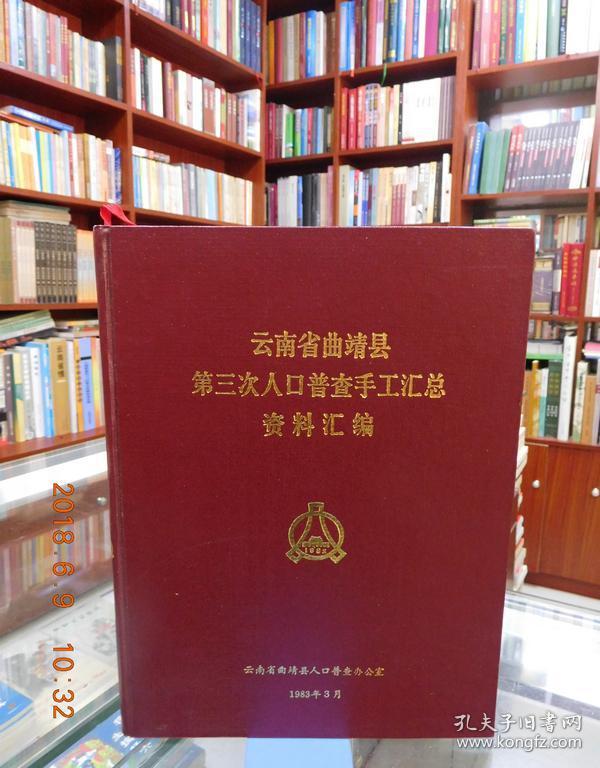 云南省曲靖县
第三次人口普查手工汇总
资料汇编
1982
云南省曲靖县人口普查办公室
1983年3月
2018.6.9 10:32
孔夫子旧书网
www.kongfz.com